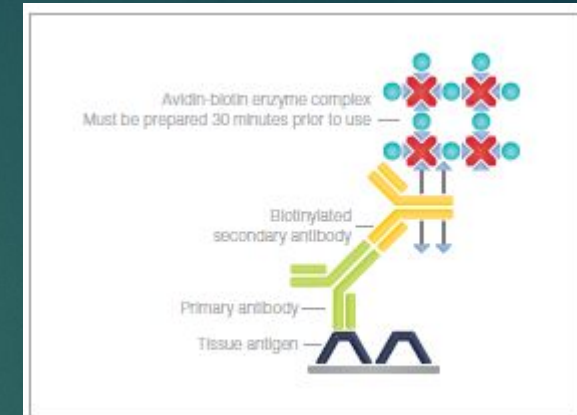 Avidin-biotin enzyme complex
Must be prepared 30 minutes prior to use
Biotinylated
secondary antibody
Primary antibody
Tissue antigen